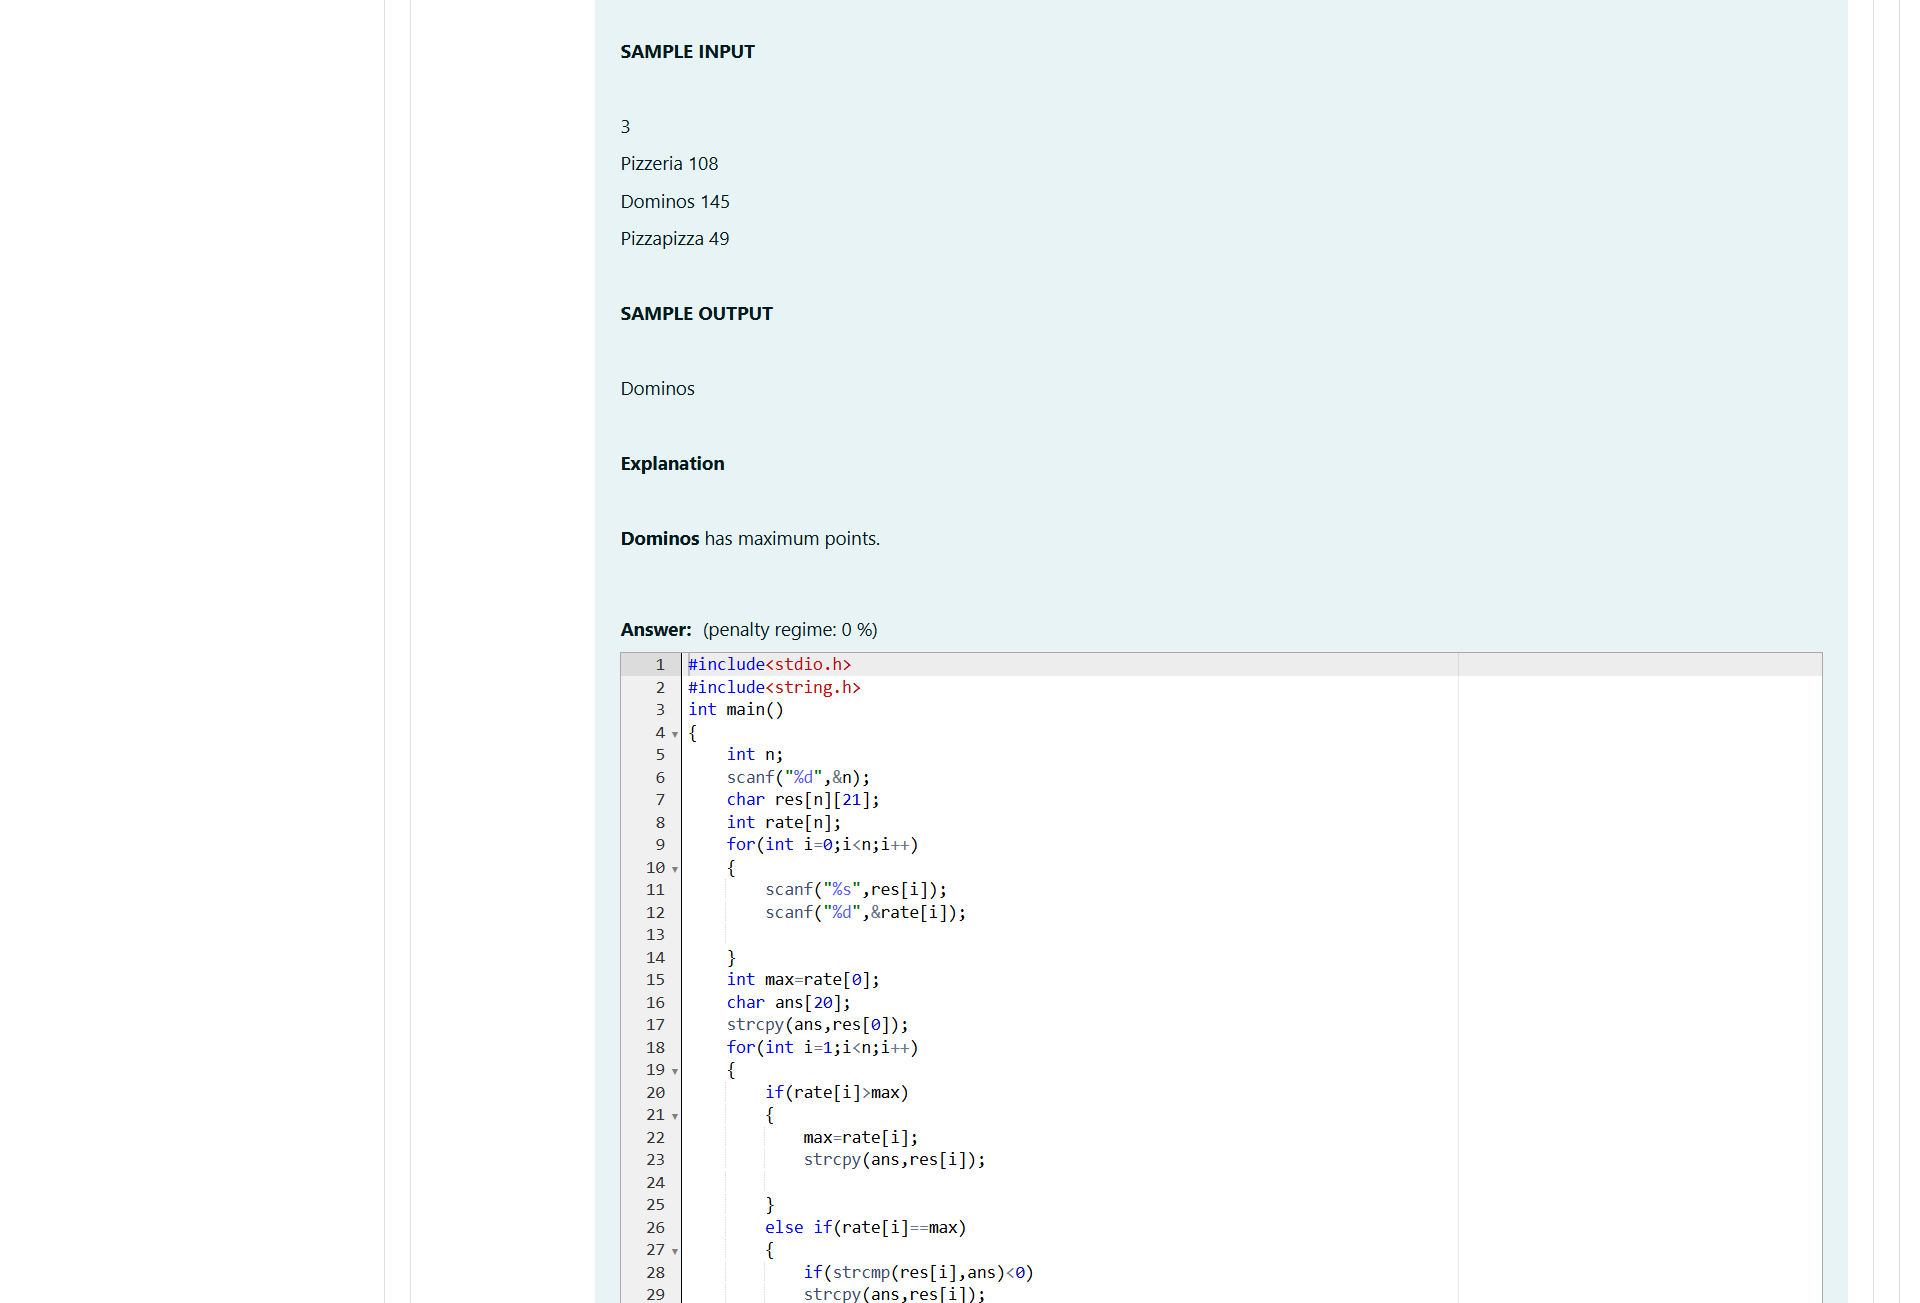 SAMPLE INPUT
3
Pizzeria 108
Dominos 145
Pizzapizza 49
SAMPLE OUTPUT
Dominos
Explanation
Dominos has maximum points.
Answer: (penalty regime: 0 %)
1 #include<stdio.h>
2 #include<string.h>
3 int main()
4 {
5     int n;
6     scanf("%d",&n);
7     char res[n][21];
8     int rate[n];
9     for(int i=0;i<n;i++)
10     {
11         scanf("%s",res[i]);
12         scanf("%d",&rate[i]);
13
14     }
15     int max=rate[0];
16     char ans[20];
17     strcpy(ans,res[0]);
18     for(int i=1;i<n;i++)
19     {
20         if(rate[i]>max)
21         {
22             max=rate[i];
23             strcpy(ans,res[i]);
24
25         }
26         else if(rate[i]==max)
27         {
28             if(strcmp(res[i],ans)<0)
29             strcpy(ans,res[i]);